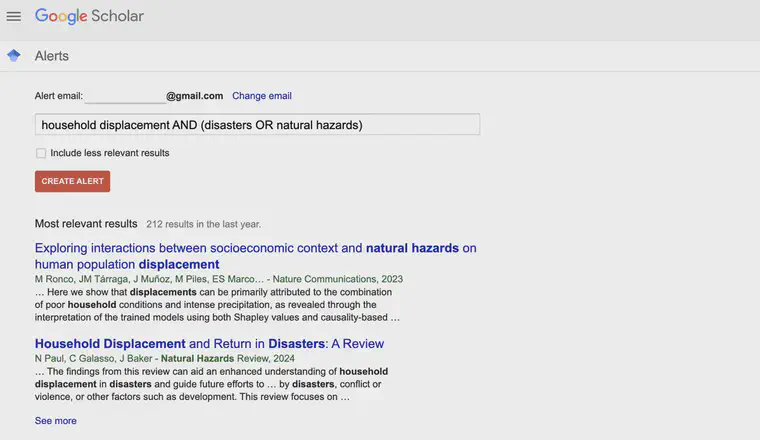 Google Scholar
Alerts
Alert email: @gmail.com Change email
household displacement AND (disasters OR natural hazards)
Include less relevant results
CREATE ALERT
Most relevant results 212 results in the last year.
Exploring interactions between socioeconomic context and natural hazards on
human population displacement
M Ronco, JM Tárraga, J Muñoz, M Piles, ES Marco… - Nature Communications, 2023
… Here we show that displacements can be primarily attributed to the combination
of poor household conditions and intense precipitation, as revealed through the
interpretation of the trained models using both Shapley values and causality-based …
Household Displacement and Return in Disasters: A Review
N Paul, C Galasso, J Baker - Natural Hazards Review, 2024
… The findings from this review can aid an enhanced understanding of household
displacement in disasters and guide future efforts to … by disasters, conflict or
violence, or other factors such as development. This review focuses on …
See more